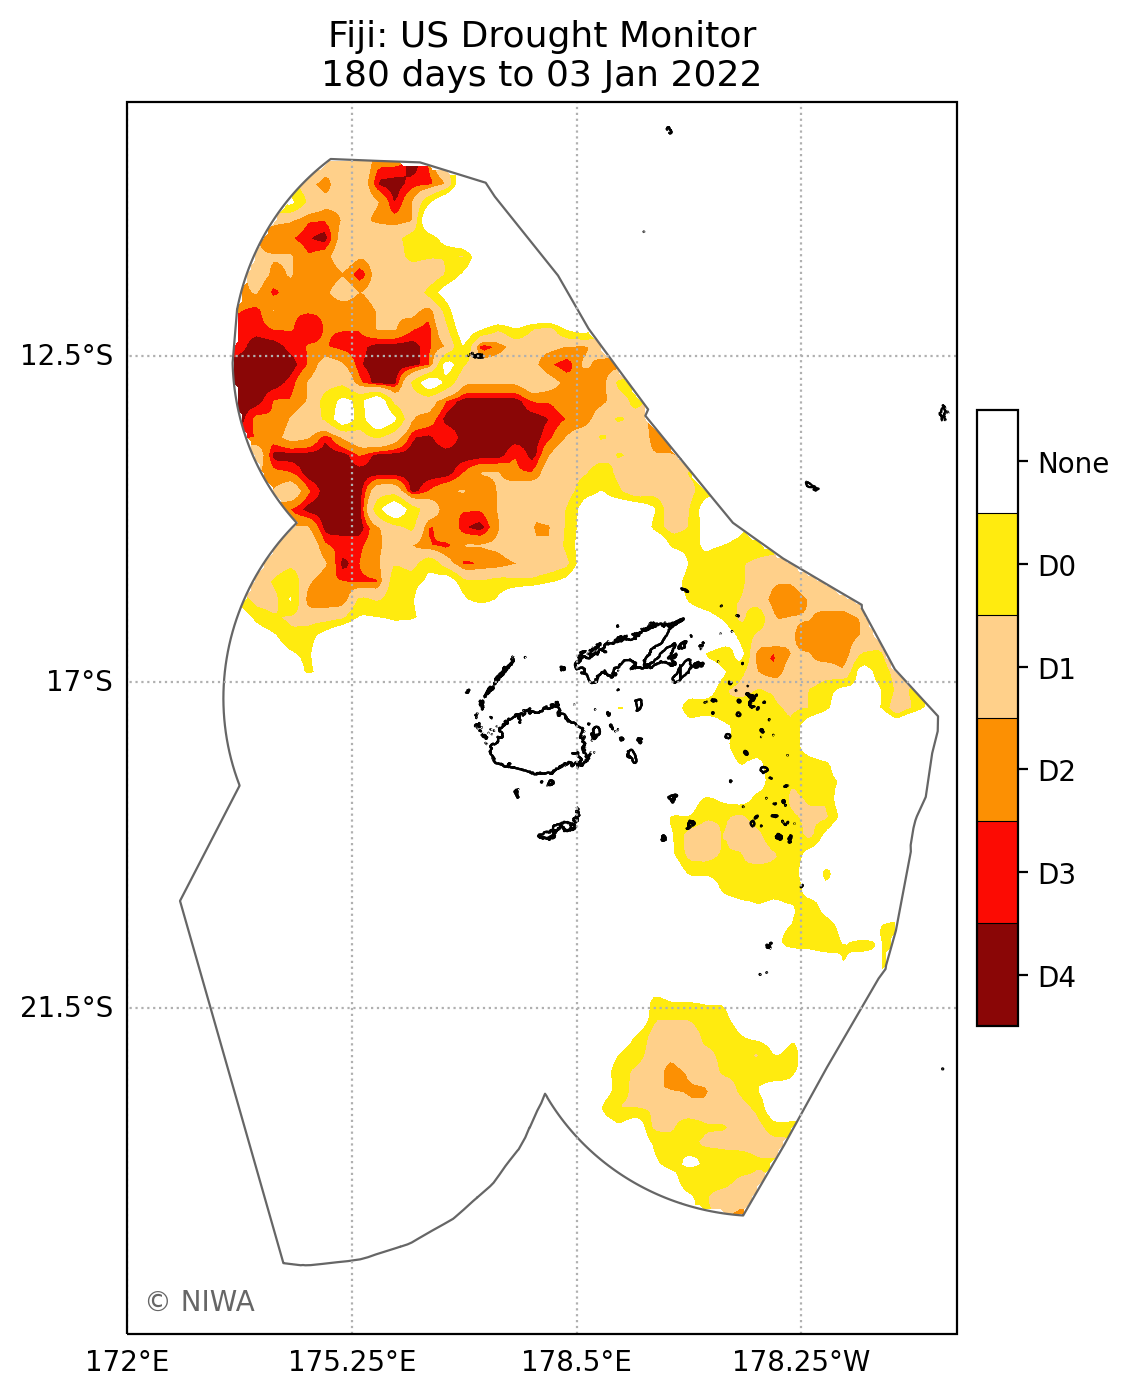 Fiji: US Drought Monitor
180 days to 03 Jan 2022
12.5°S
17°S
21.5°S
172°E
175.25°E
178.5°E
178.25°W
None
D0
D1
D2
D3
D4
© NIWA